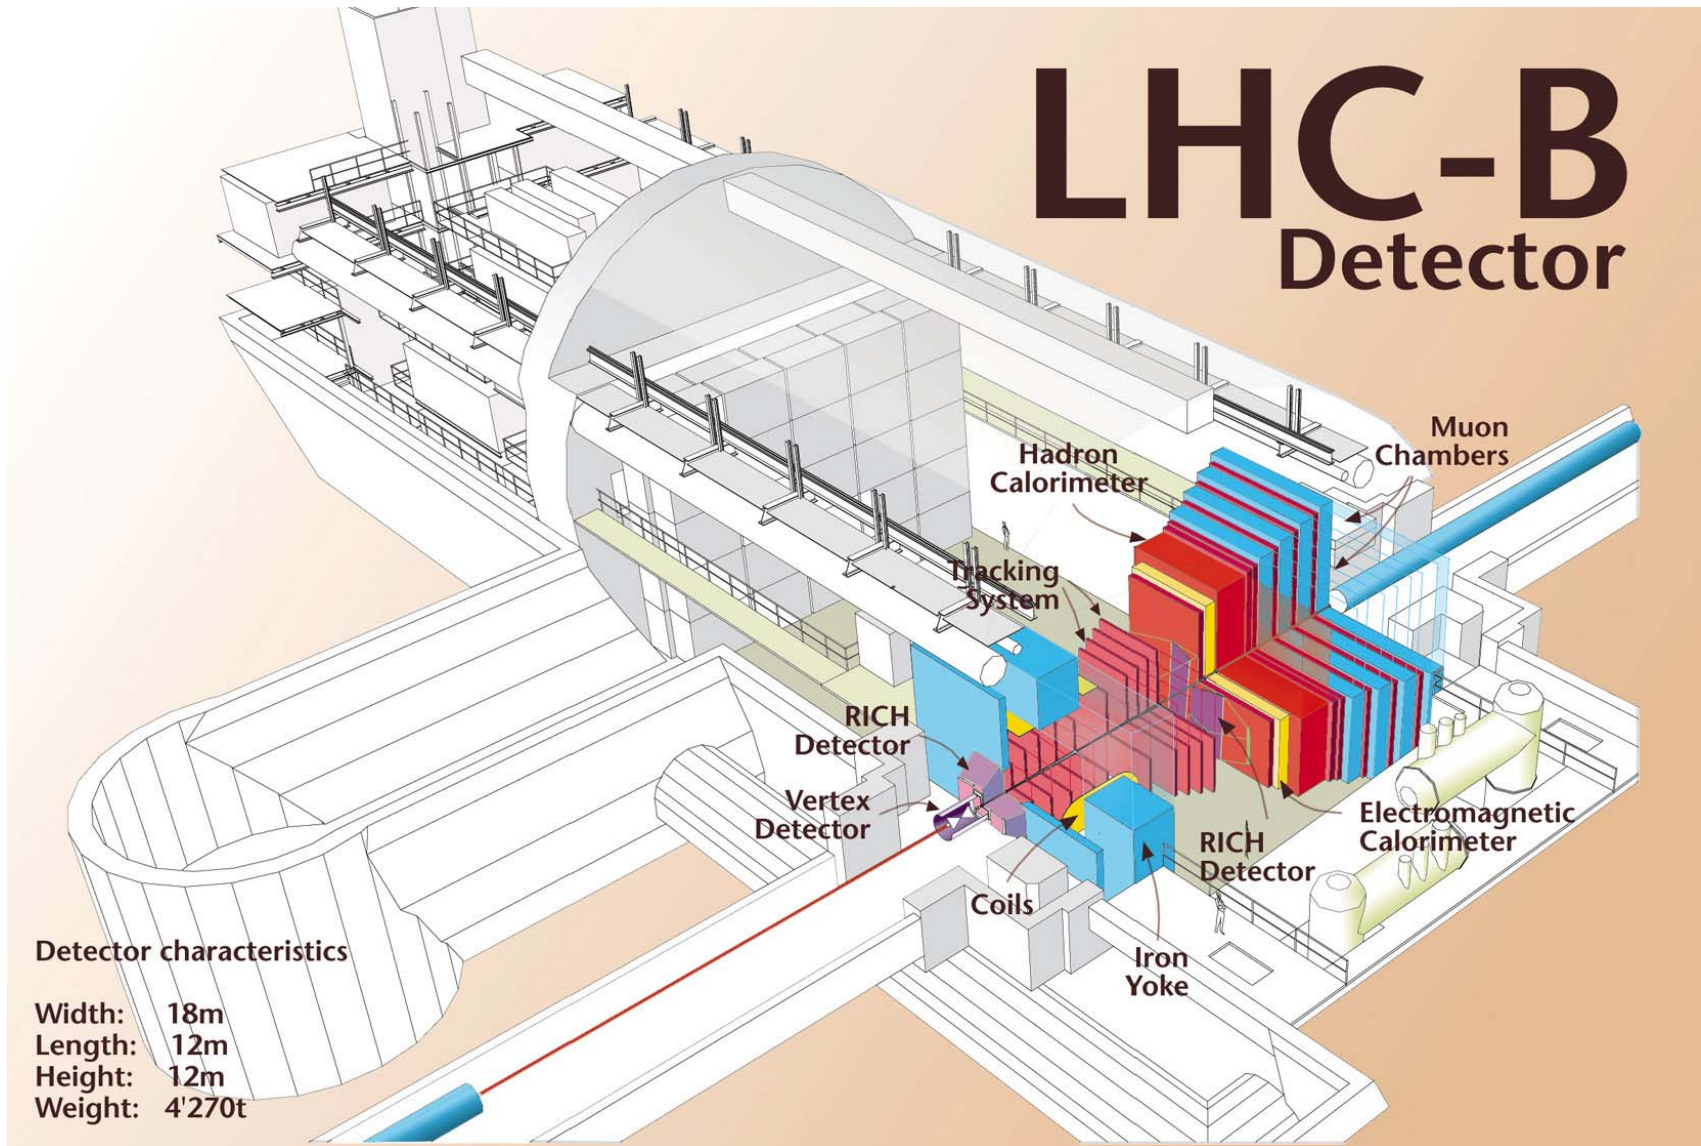 LHC-B
Detector
Muon
Chambers
Hadron
Calorimeter
Tracking
System
RICH
Detector
Vertex
Detector
Electromagnetic
Calorimeter
RICH
Detector
Coils
Iron
Yoke
Detector characteristics
Width: 18m
Length: 12m
Height: 12m
Weight: 4'270t